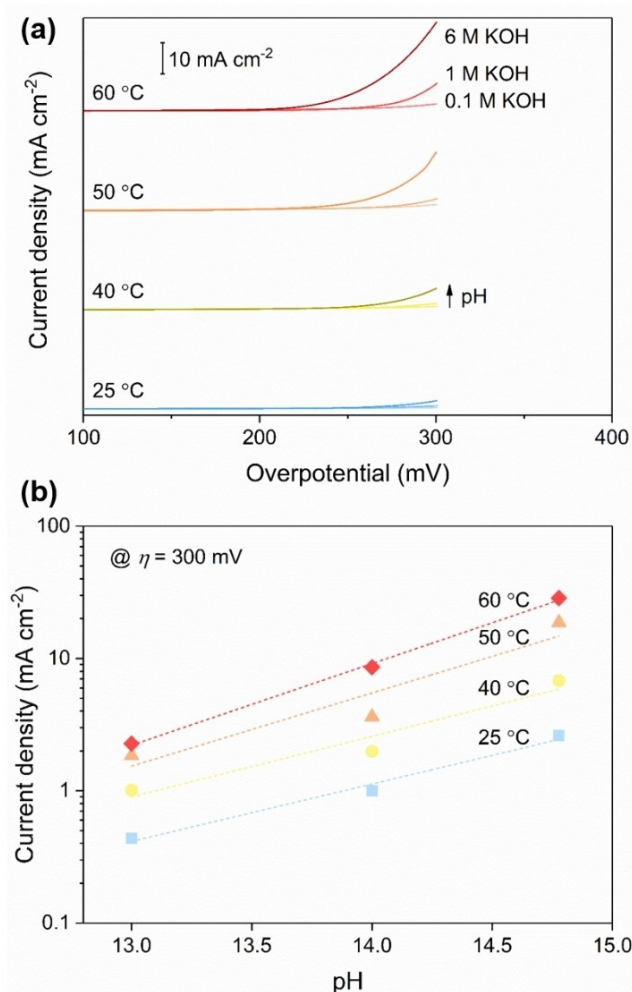 (a)
10 mA cm⁻²
6 M KOH
1 M KOH
0.1 M KOH
60 °C
50 °C
40 °C
pH
25 °C
Current density (mA cm⁻²)
100
200
300
400
Overpotential (mV)
(b)
@ η = 300 mV
60 °C
50 °C
40 °C
25 °C
100
10
1
0.1
Current density (mA cm⁻²)
13.0
13.5
14.0
14.5
15.0
pH